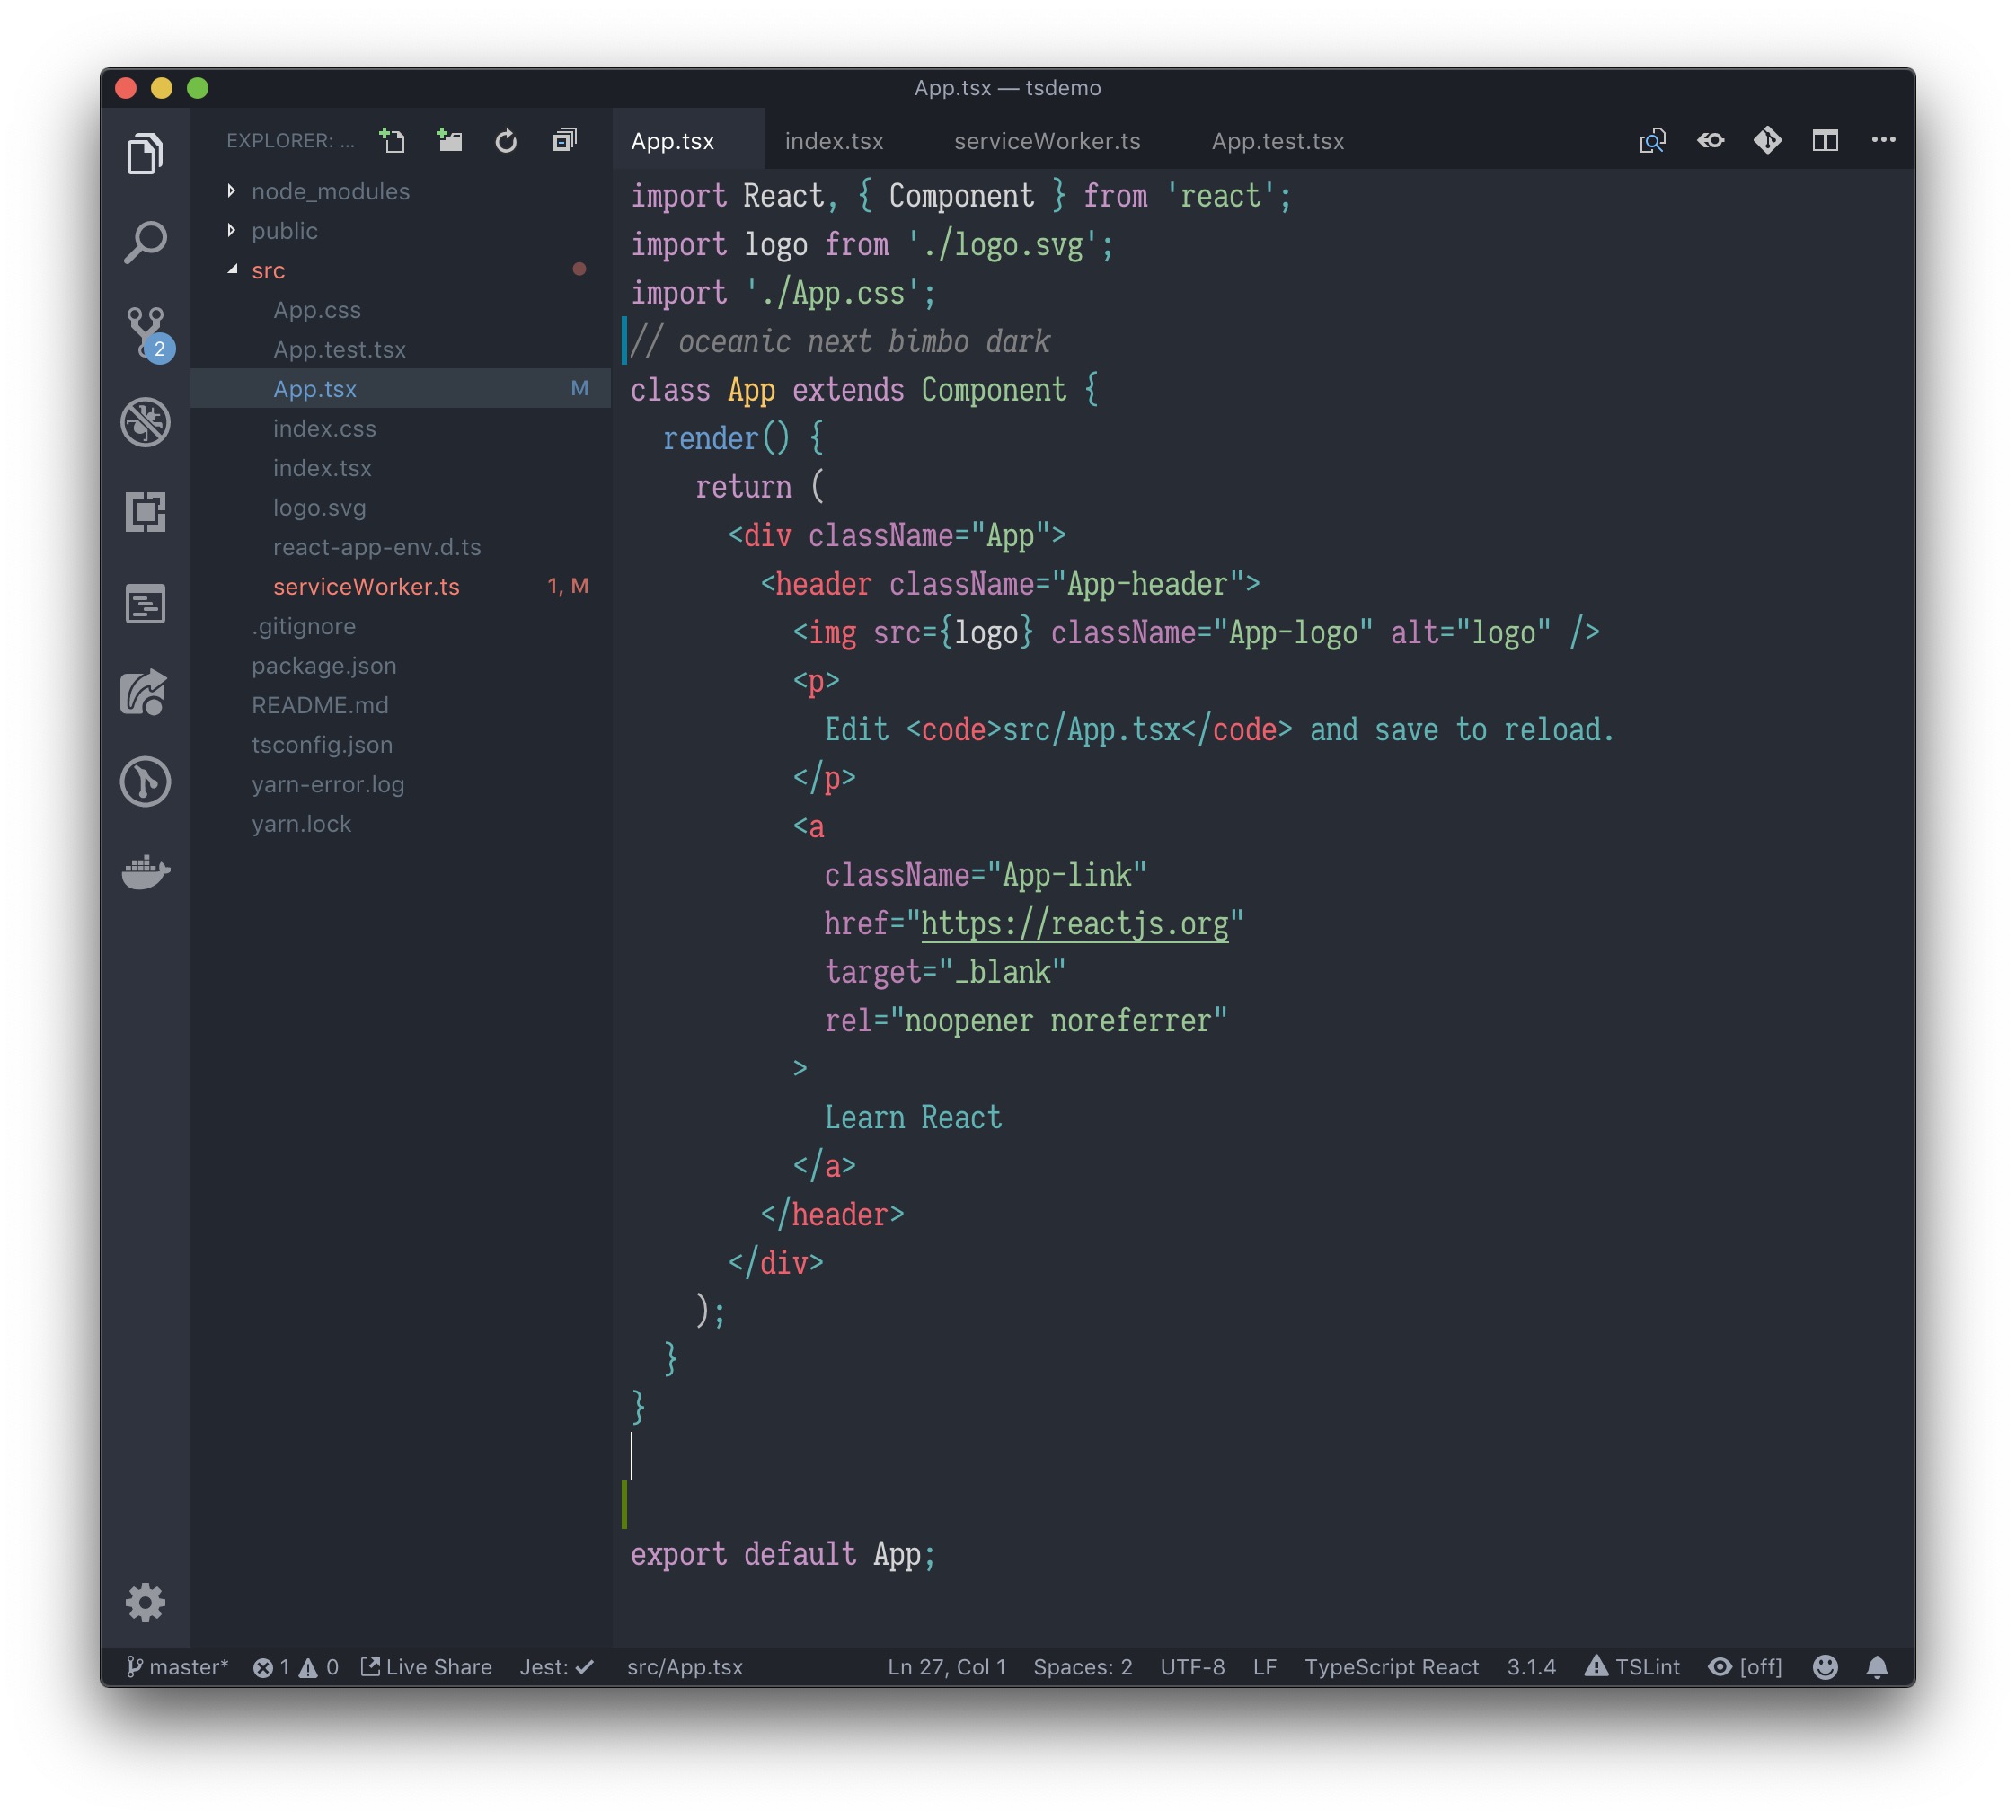 App.tsx — tsdemo
EXPLORER: ...
App.tsx
index.tsx
serviceWorker.ts
App.test.tsx
node_modules
public
src
App.css
App.test.tsx
App.tsx M
index.css
index.tsx
logo.svg
react-app-env.d.ts
serviceWorker.ts 1, M
.gitignore
package.json
README.md
tsconfig.json
yarn-error.log
yarn.lock
2
import React, { Component } from 'react';
import logo from './logo.svg';
import './App.css';
// oceanic next bimbo dark
class App extends Component {
  render() {
    return (
      <div className="App">
        <header className="App-header">
          <img src={logo} className="App-logo" alt="logo" />
          <p>
            Edit <code>src/App.tsx</code> and save to reload.
          </p>
          <a
            className="App-link"
            href="https://reactjs.org"
            target="_blank"
            rel="noopener noreferrer"
          >
            Learn React
          </a>
        </header>
      </div>
    );
  }
}
export default App;
master* 1 0 Live Share Jest: src/App.tsx Ln 27, Col 1 Spaces: 2 UTF-8 LF TypeScript React 3.1.4 TSLint [off]